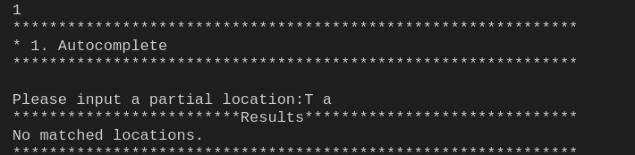 1
**************************************************************
* 1. Autocomplete
**************************************************************
Please input a partial location:T a
*************************Results******************************
No matched locations.
**************************************************************